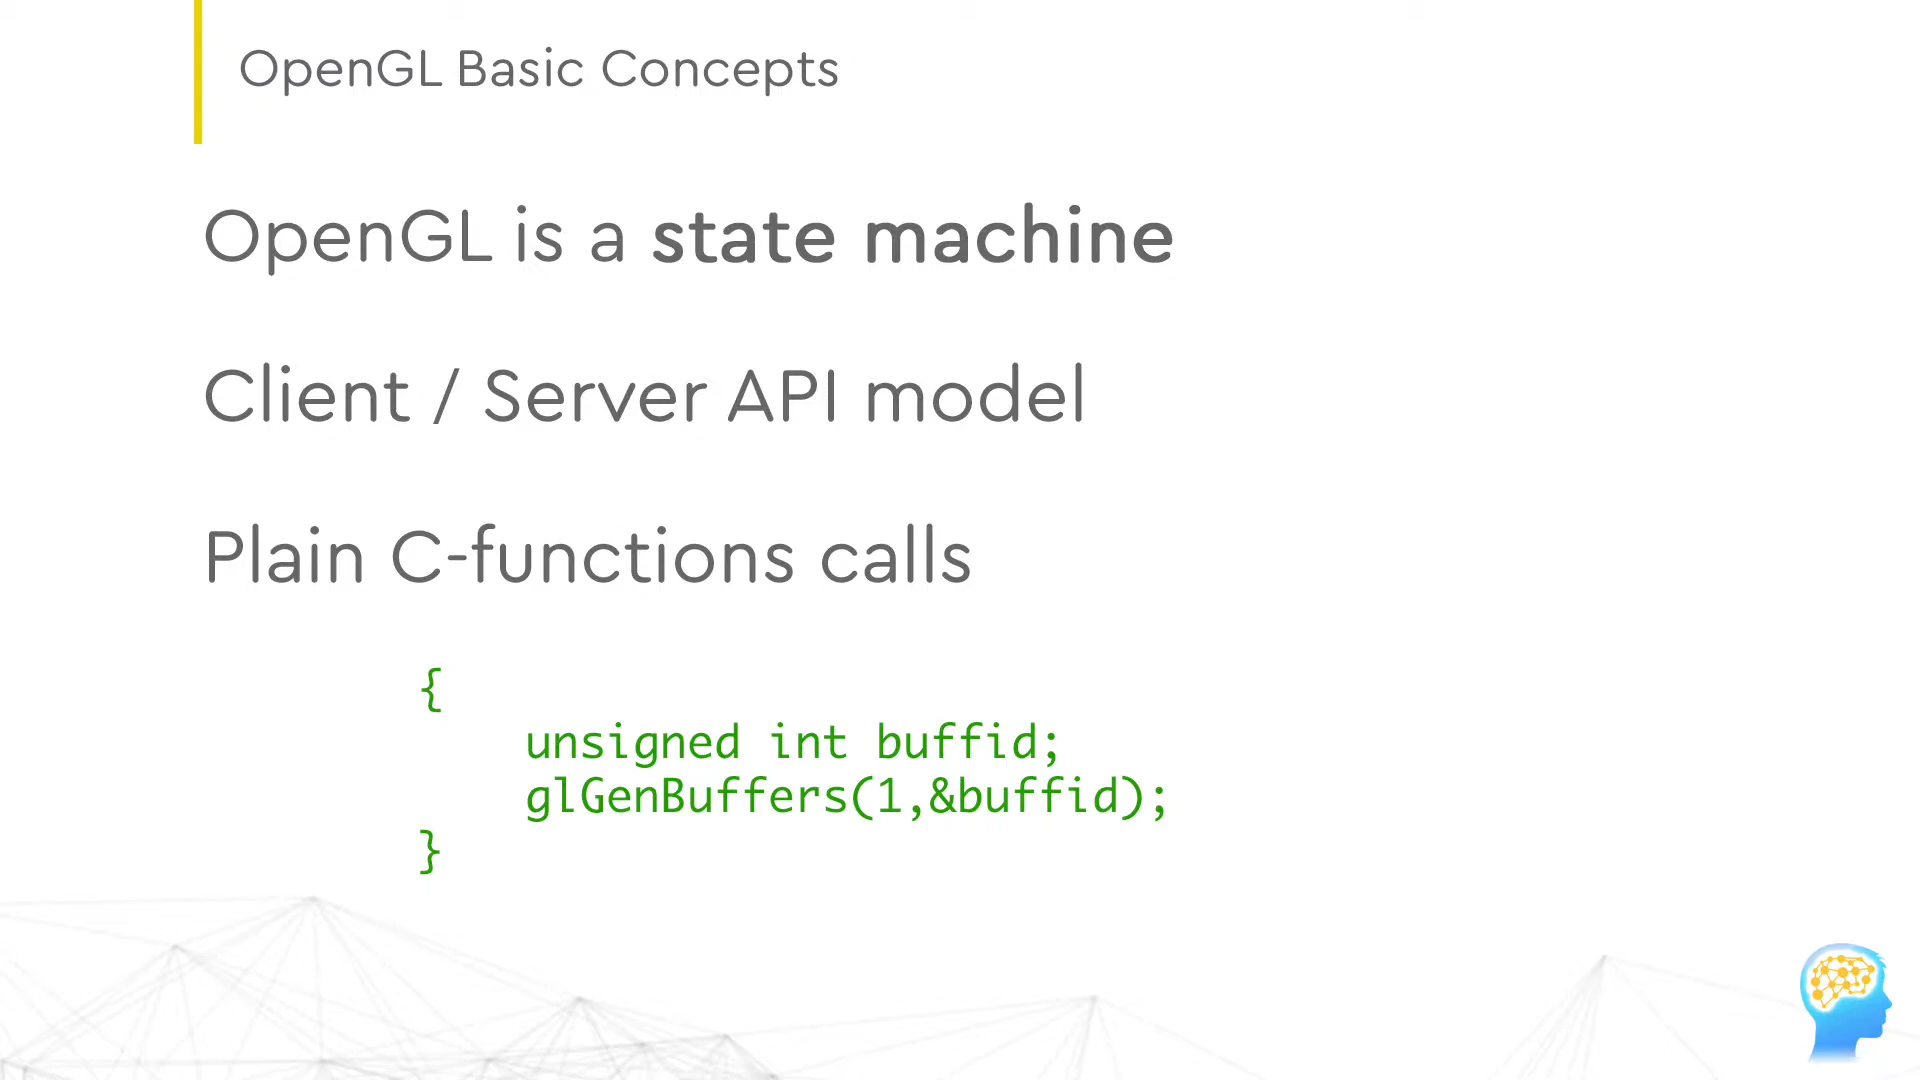 OpenGL Basic Concepts
OpenGL is a state machine
Client / Server API model
Plain C-functions calls
{
unsigned int buffid;
glGenBuffers(1,&buffid);
}